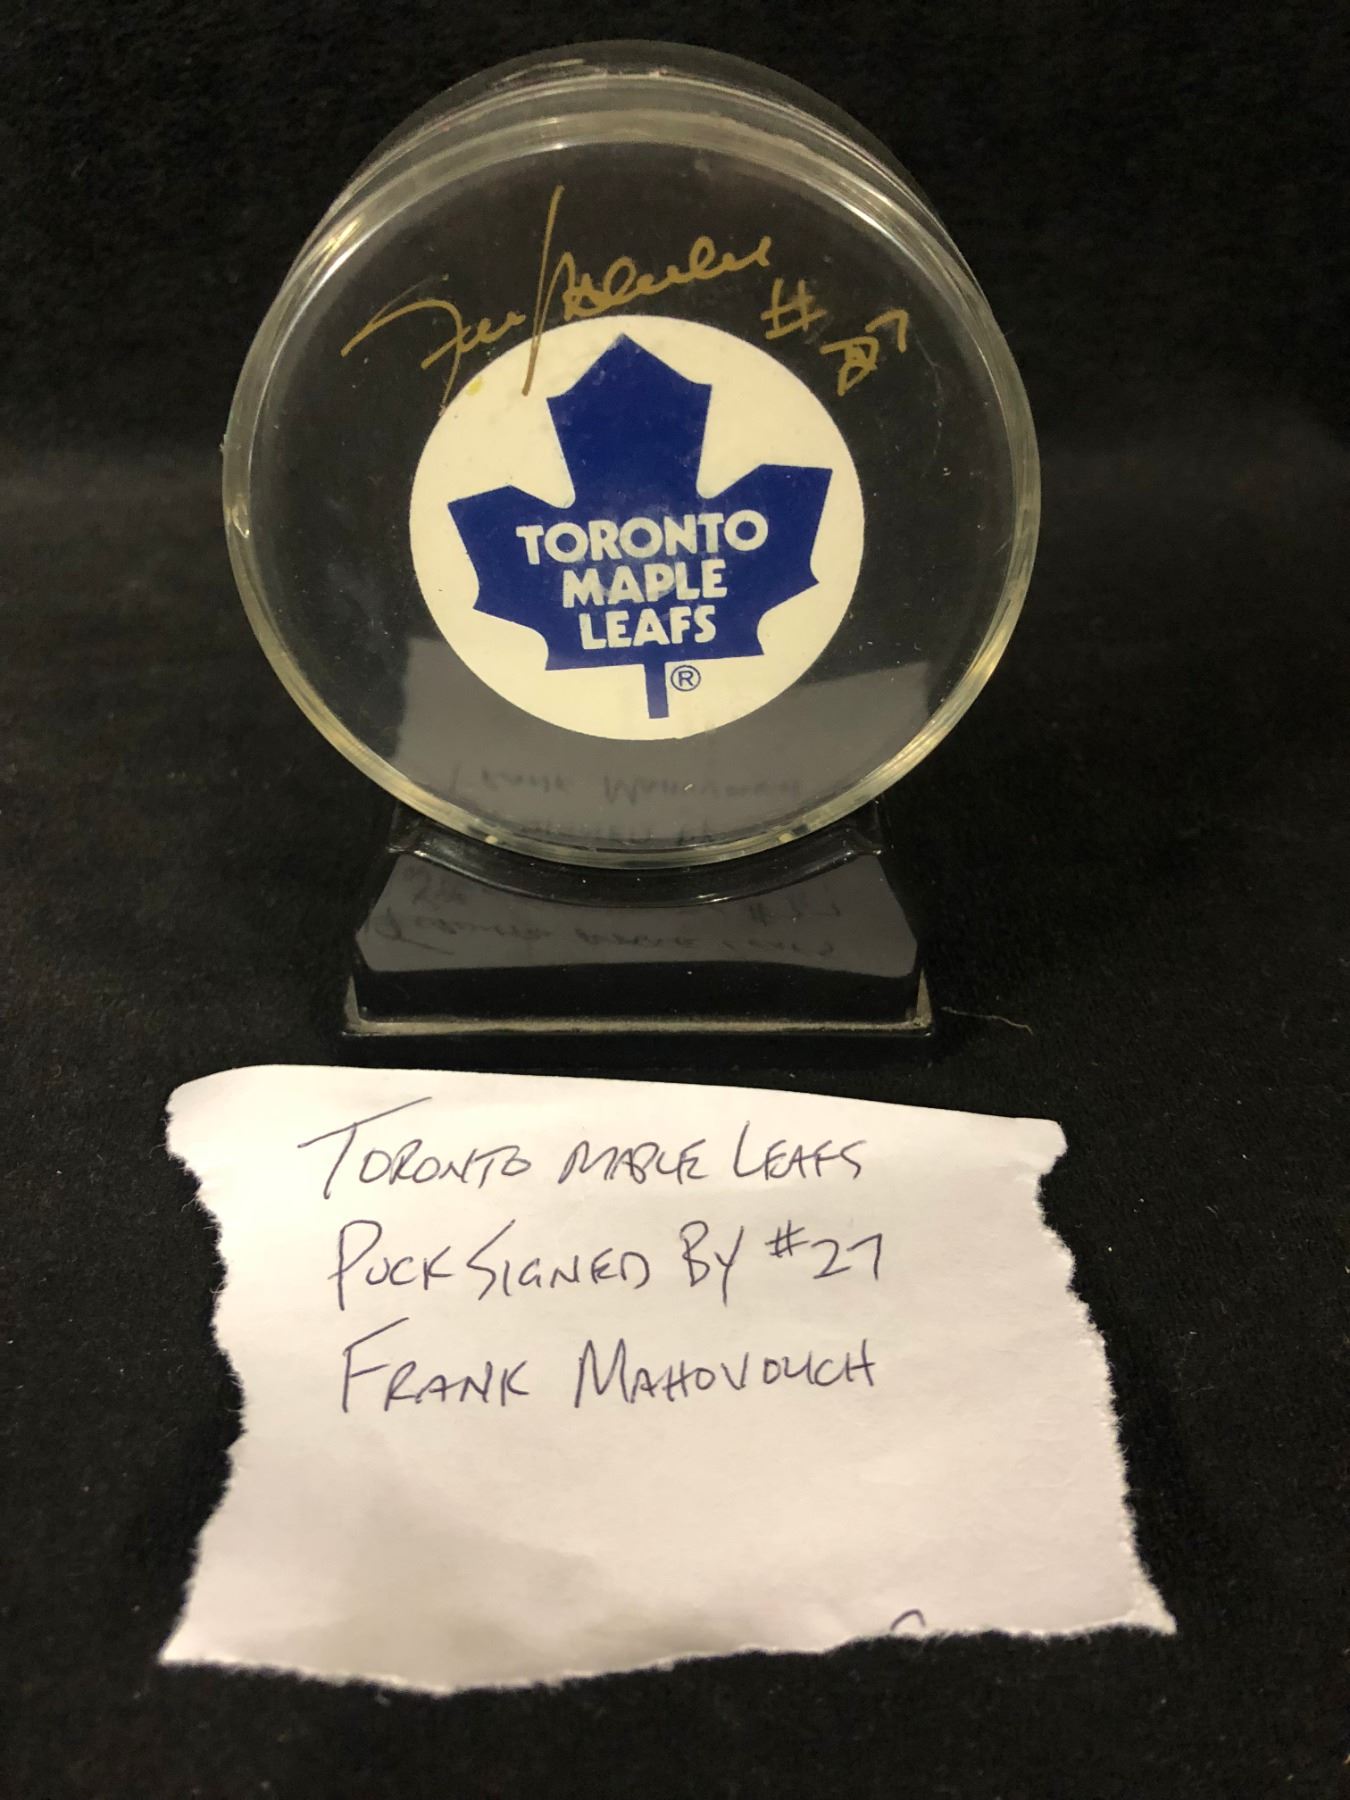 #27
TORONTO
MAPLE
LEAFS
®
TORONTO MAPLE LEAFS
PUCK SIGNED BY #27
FRANK MAHOVOLICH